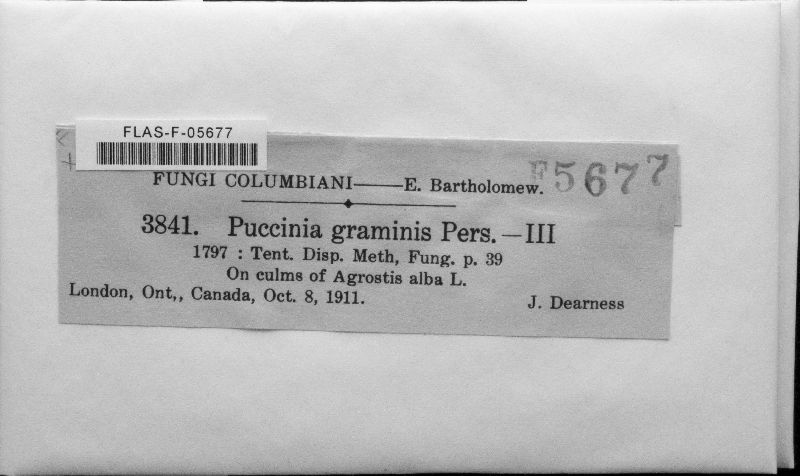 FLAS-F-05677
F5677
FUNGI COLUMBIANI——E. Bartholomew.
3841. Puccinia graminis Pers.—III
1797 : Tent. Disp. Meth, Fung. p. 39
On culms of Agrostis alba L.
London, Ont,, Canada, Oct. 8, 1911.
J. Dearness